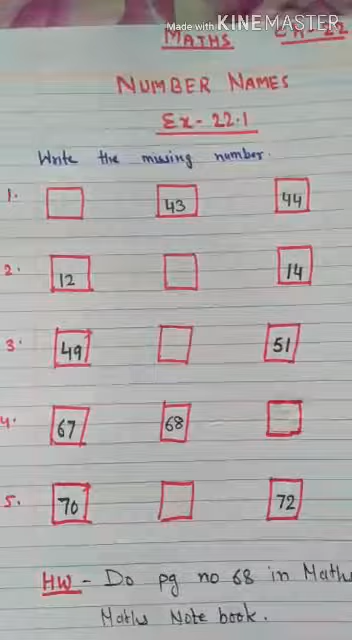 Made with KINEMASTER
MATHS Ch-22
NUMBER NAMES
Ex-22.1
Write the missing number.
1. 43 44
2. 12 14
3. 49 51
4. 67 68
5. 70 72
HW - Do pg no 68 in Maths
Maths Note book.